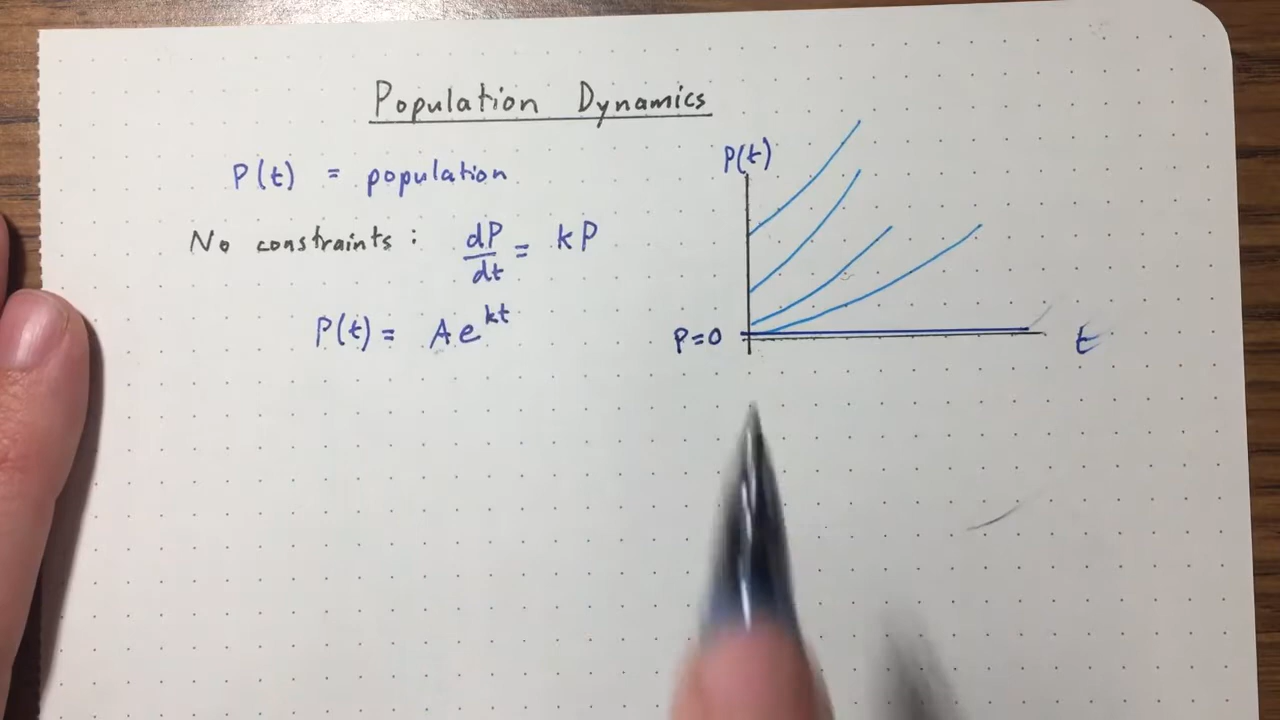 Population Dynamics
P(t) = population
No constraints: dP/dt = kP
P(t) = Ae^kt
P(t)
P=0
t